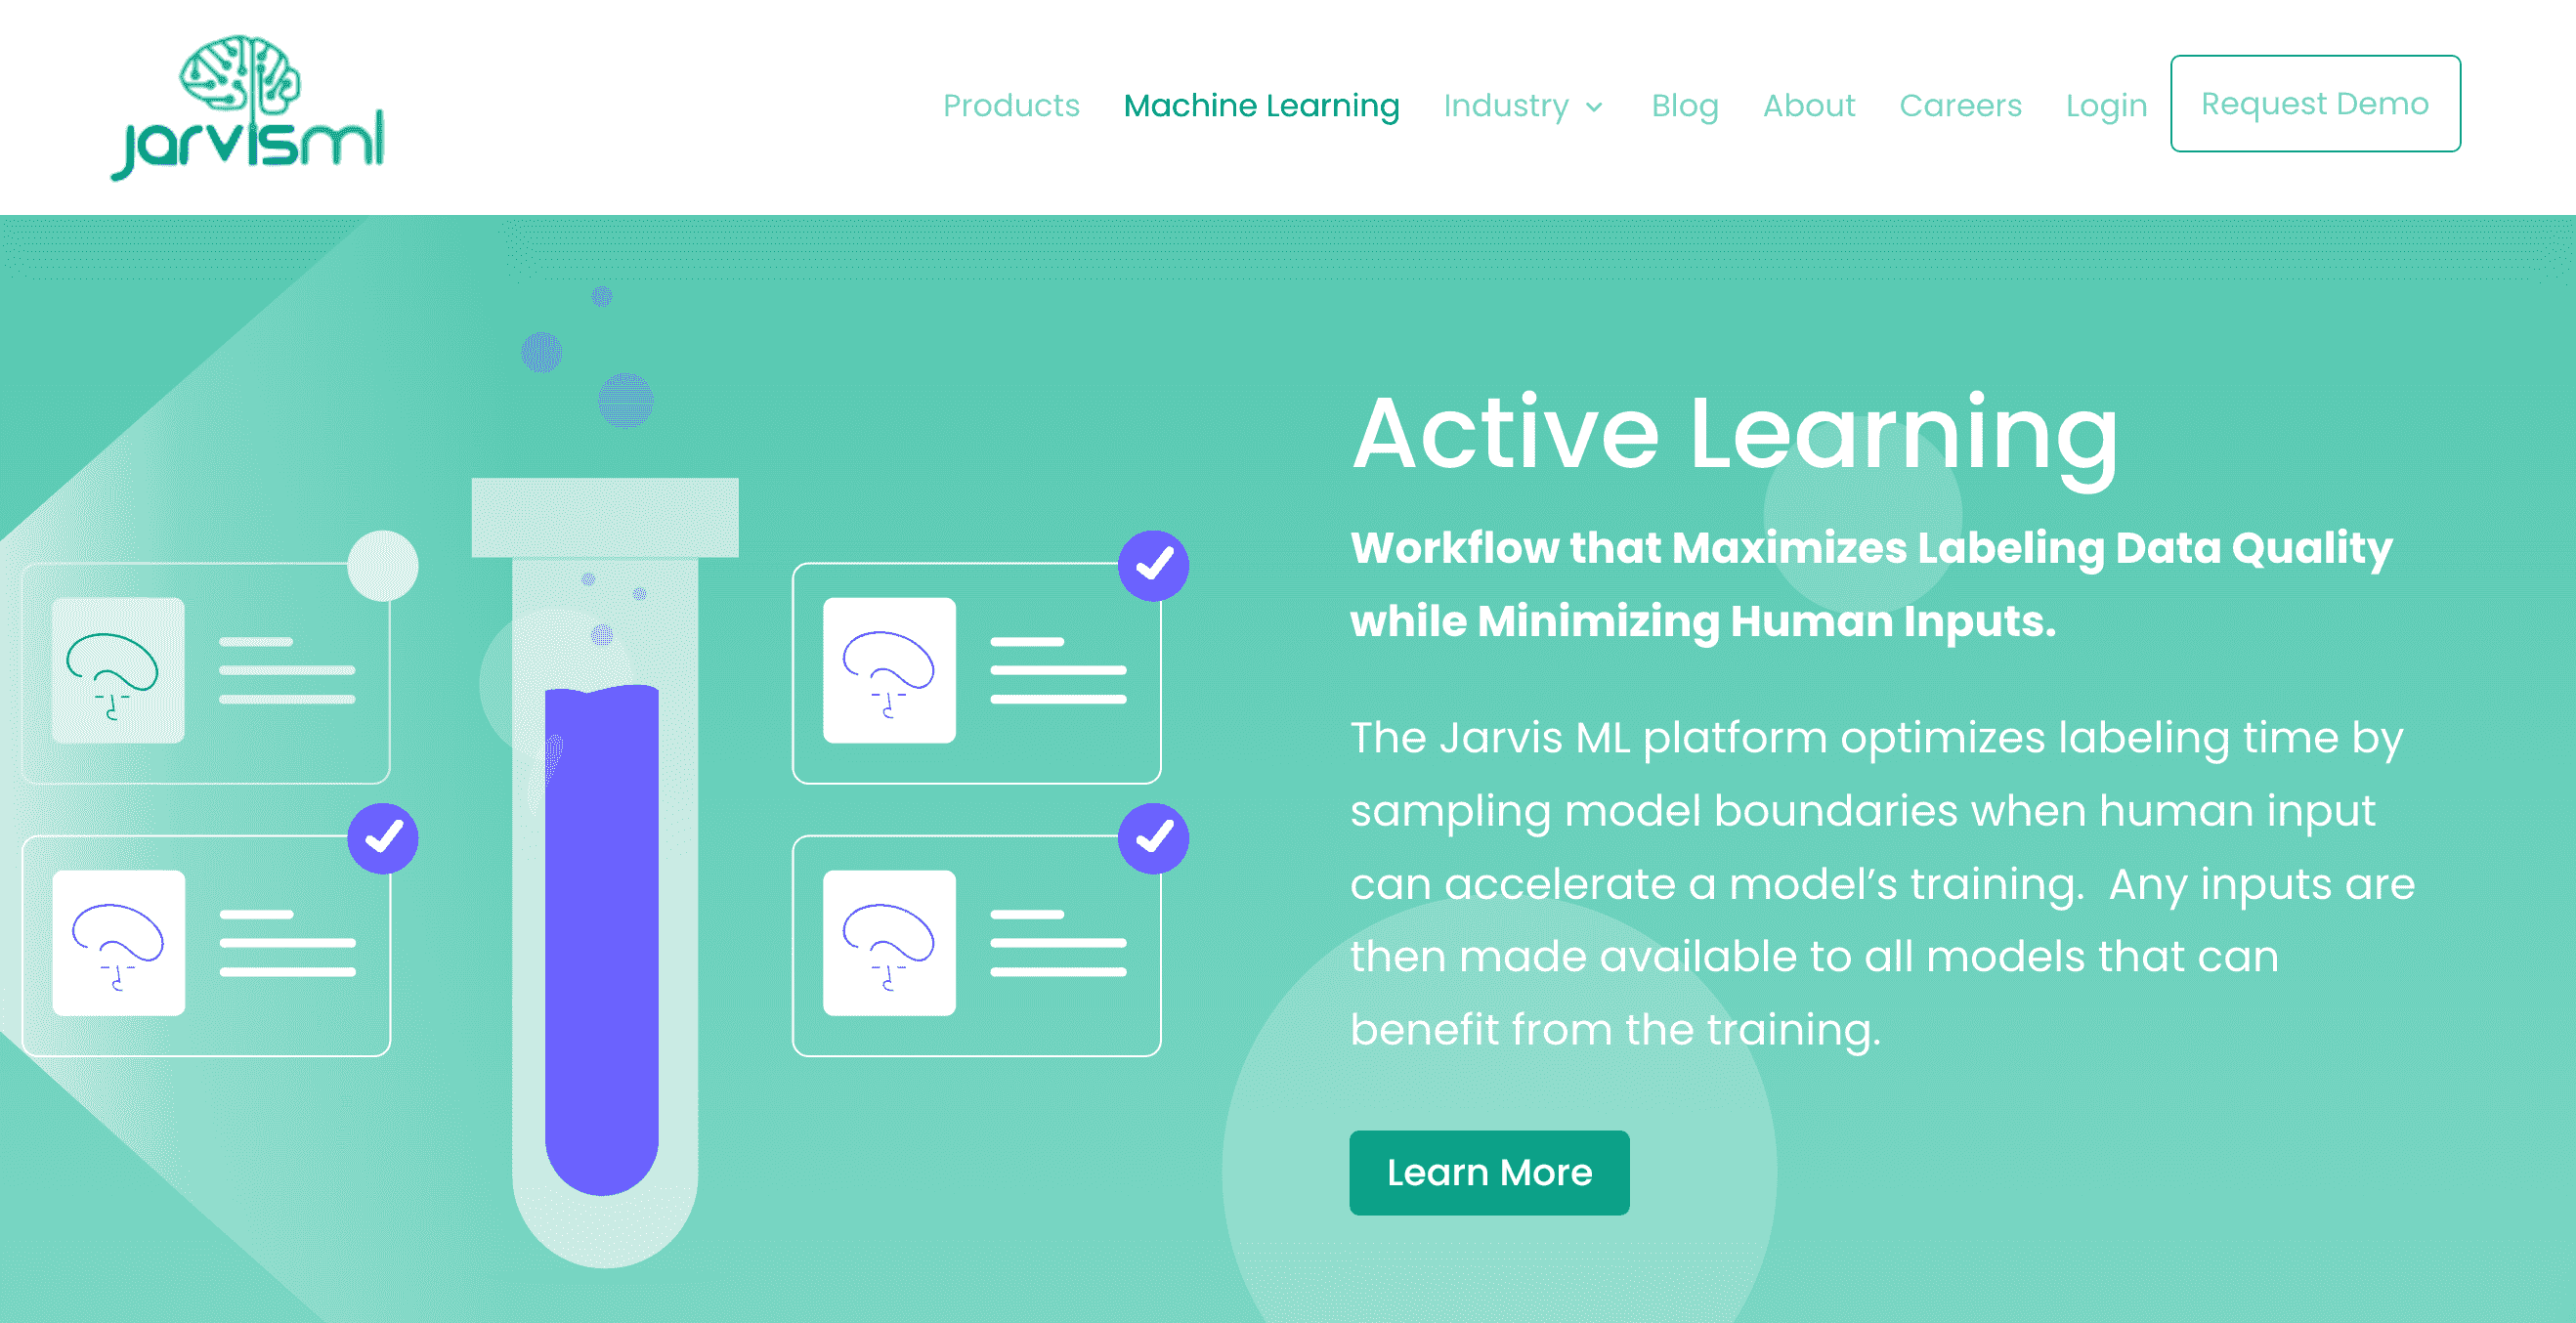 jarvisml
Products Machine Learning Industry Blog About Careers Login Request Demo
Active Learning
Workflow that Maximizes Labeling Data Quality
while Minimizing Human Inputs.
The Jarvis ML platform optimizes labeling time by
sampling model boundaries when human input
can accelerate a model’s training.  Any inputs are
then made available to all models that can
benefit from the training.
Learn More